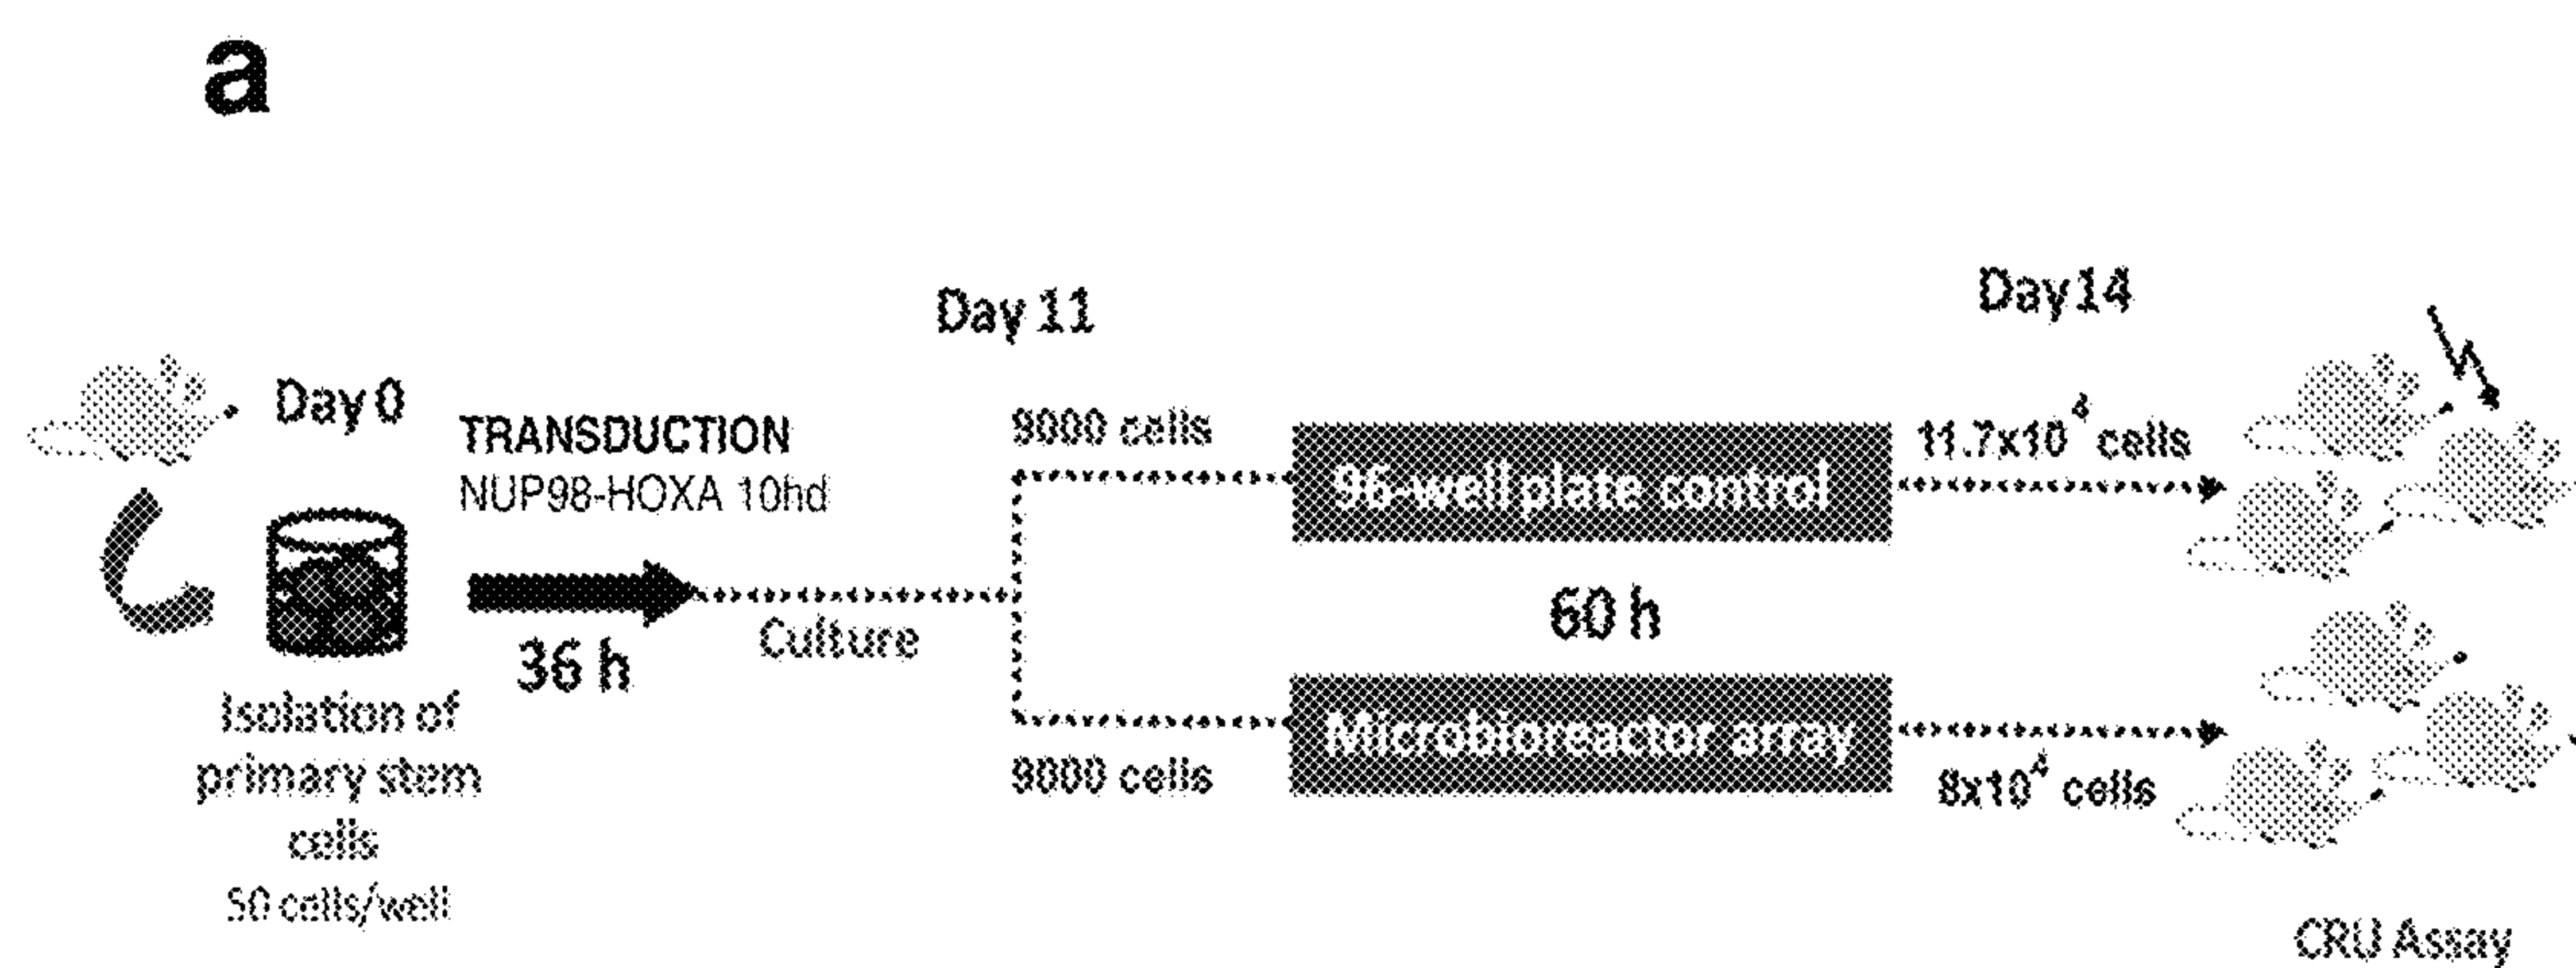 a
Day 0
TRANSDUCTION
NUP98-HOXA 10hd
36 h
Culture
Isolation of
primary stem
cells
50 cells/well
Day 11
9000 cells
9000 cells
96-well plate control
60 h
Microbioreactor array
Day14
11.7x10⁴ cells
8x10⁴ cells
CRU Assay